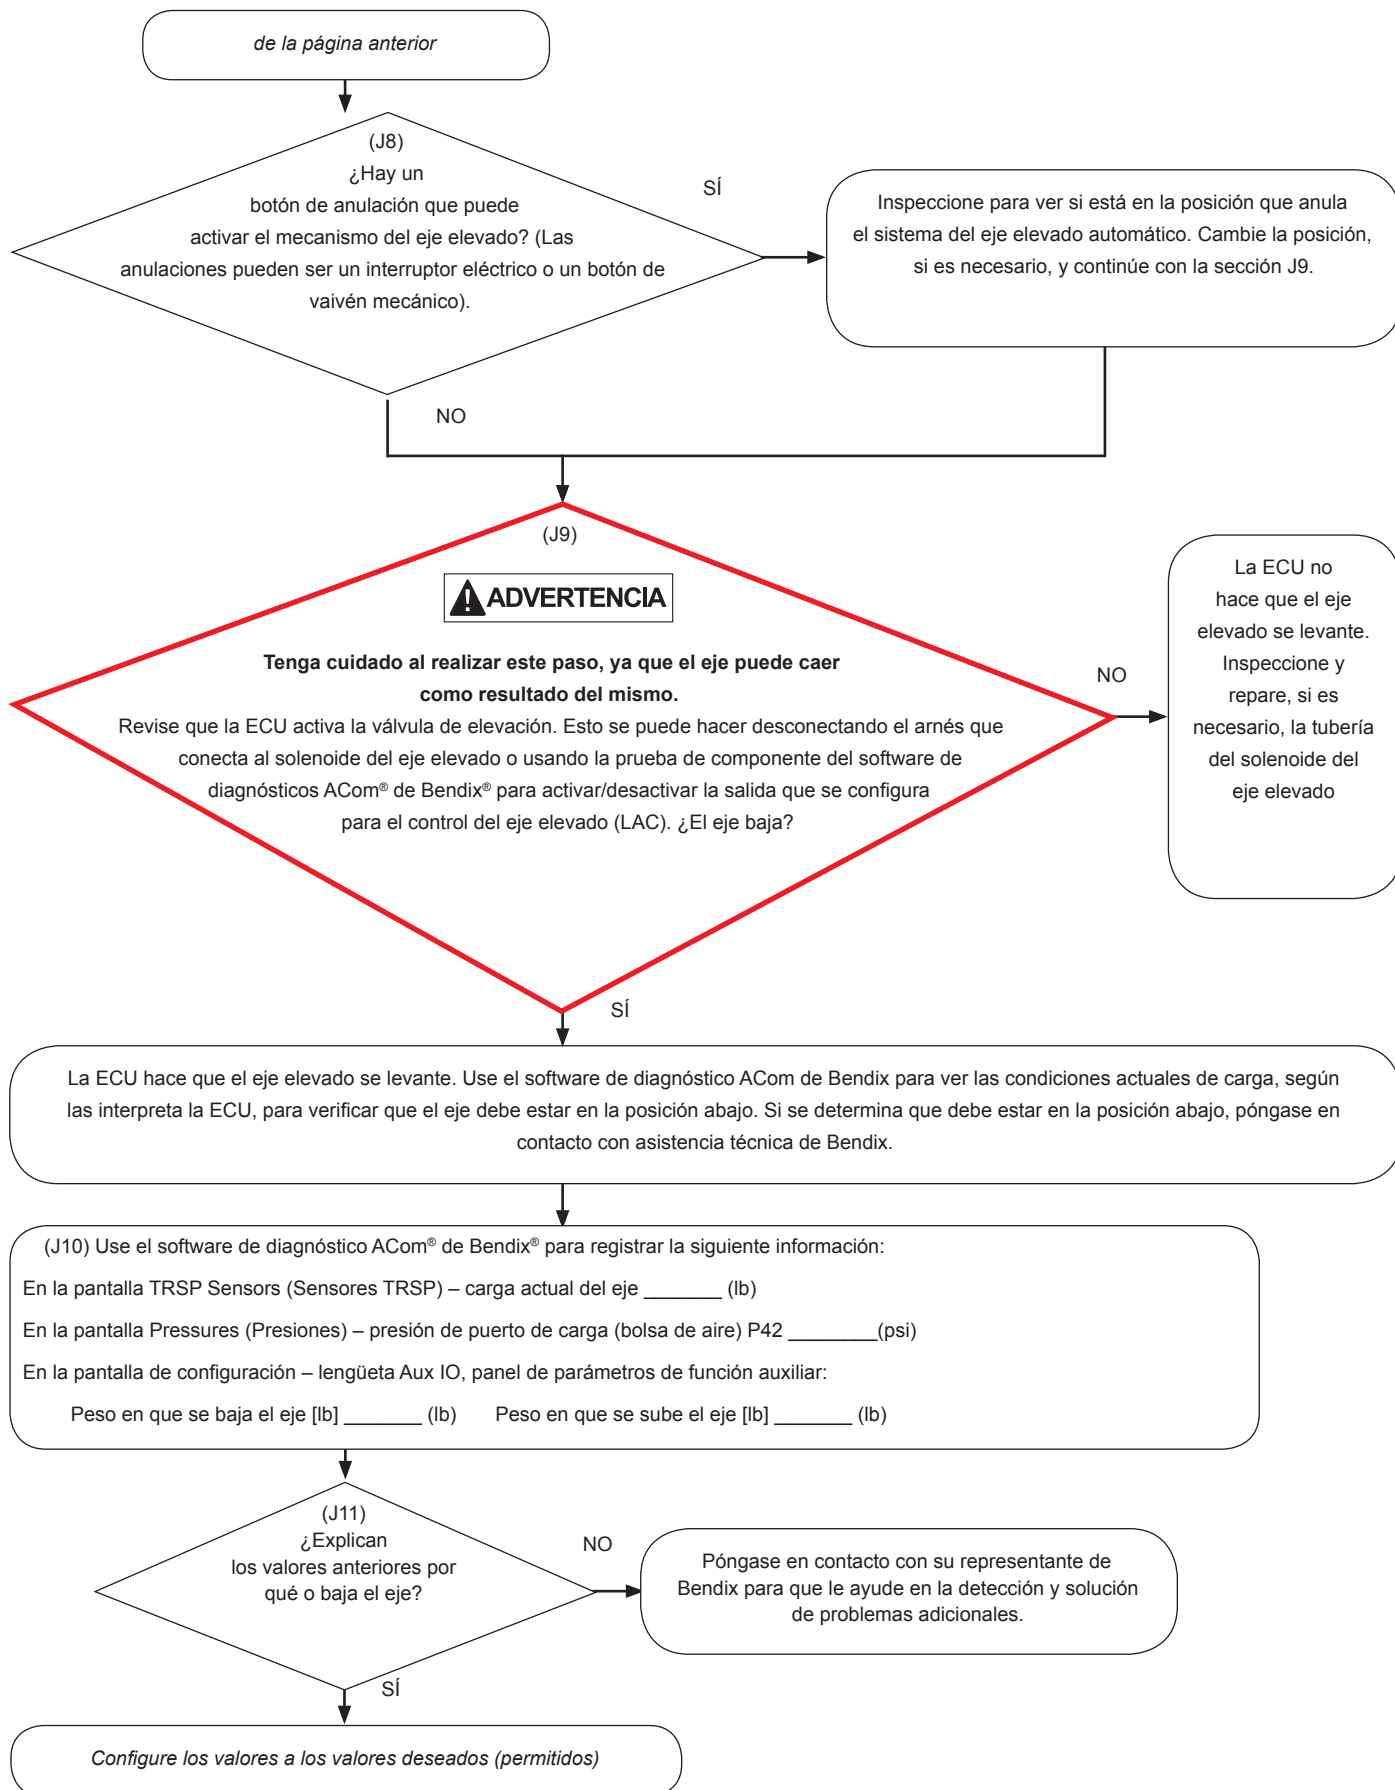 de la página anterior
(J8)
¿Hay un
botón de anulación que puede
activar el mecanismo del eje elevado? (Las
anulaciones pueden ser un interruptor eléctrico o un botón de
vaivén mecánico).
SÍ
Inspeccione para ver si está en la posición que anula
el sistema del eje elevado automático. Cambie la posición,
si es necesario, y continúe con la sección J9.
NO
(J9)
ADVERTENCIA
Tenga cuidado al realizar este paso, ya que el eje puede caer
como resultado del mismo.
Revise que la ECU activa la válvula de elevación. Esto se puede hacer desconectando el arnés que
conecta al solenoide del eje elevado o usando la prueba de componente del software de
diagnósticos ACom® de Bendix® para activar/desactivar la salida que se configura
para el control del eje elevado (LAC). ¿El eje baja?
NO
La ECU no
hace que el eje
elevado se levante.
Inspeccione y
repare, si es
necesario, la tubería
del solenoide del
eje elevado
SÍ
La ECU hace que el eje elevado se levante. Use el software de diagnóstico ACom de Bendix para ver las condiciones actuales de carga, según
las interpreta la ECU, para verificar que el eje debe estar en la posición abajo. Si se determina que debe estar en la posición abajo, póngase en
contacto con asistencia técnica de Bendix.
(J10) Use el software de diagnóstico ACom® de Bendix® para registrar la siguiente información:
En la pantalla TRSP Sensors (Sensores TRSP) – carga actual del eje _______ (lb)
En la pantalla Pressures (Presiones) – presión de puerto de carga (bolsa de aire) P42 ________(psi)
En la pantalla de configuración – lengüeta Aux IO, panel de parámetros de función auxiliar:
Peso en que se baja el eje [lb] _______ (lb) Peso en que se sube el eje [lb] _______ (lb)
(J11)
¿Explican
los valores anteriores por
qué o baja el eje?
NO
Póngase en contacto con su representante de
Bendix para que le ayude en la detección y solución
de problemas adicionales.
SÍ
Configure los valores a los valores deseados (permitidos)